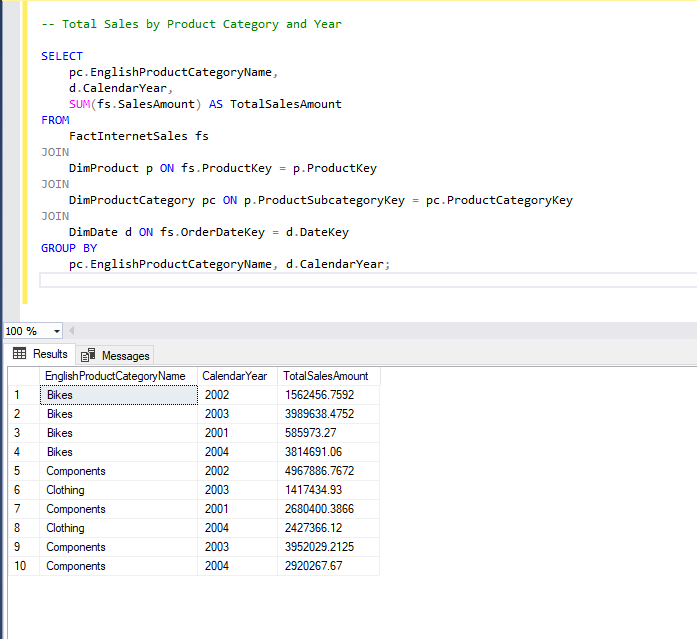 -- Total Sales by Product Category and Year
SELECT
pc.EnglishProductCategoryName,
d.CalendarYear,
SUM(fs.SalesAmount) AS TotalSalesAmount
FROM
FactInternetSales fs
JOIN
DimProduct p ON fs.ProductKey = p.ProductKey
JOIN
DimProductCategory pc ON p.ProductSubcategoryKey = pc.ProductCategoryKey
JOIN
DimDate d ON fs.OrderDateKey = d.DateKey
GROUP BY
pc.EnglishProductCategoryName, d.CalendarYear;
100 %
Results Messages
EnglishProductCategoryName CalendarYear TotalSalesAmount
1 Bikes 2002 1562456.7592
2 Bikes 2003 3989638.4752
3 Bikes 2001 585973.27
4 Bikes 2004 3814691.06
5 Components 2002 4967886.7672
6 Clothing 2003 1417434.93
7 Components 2001 2680400.3866
8 Clothing 2004 2427366.12
9 Components 2003 3952029.2125
10 Components 2004 2920267.67